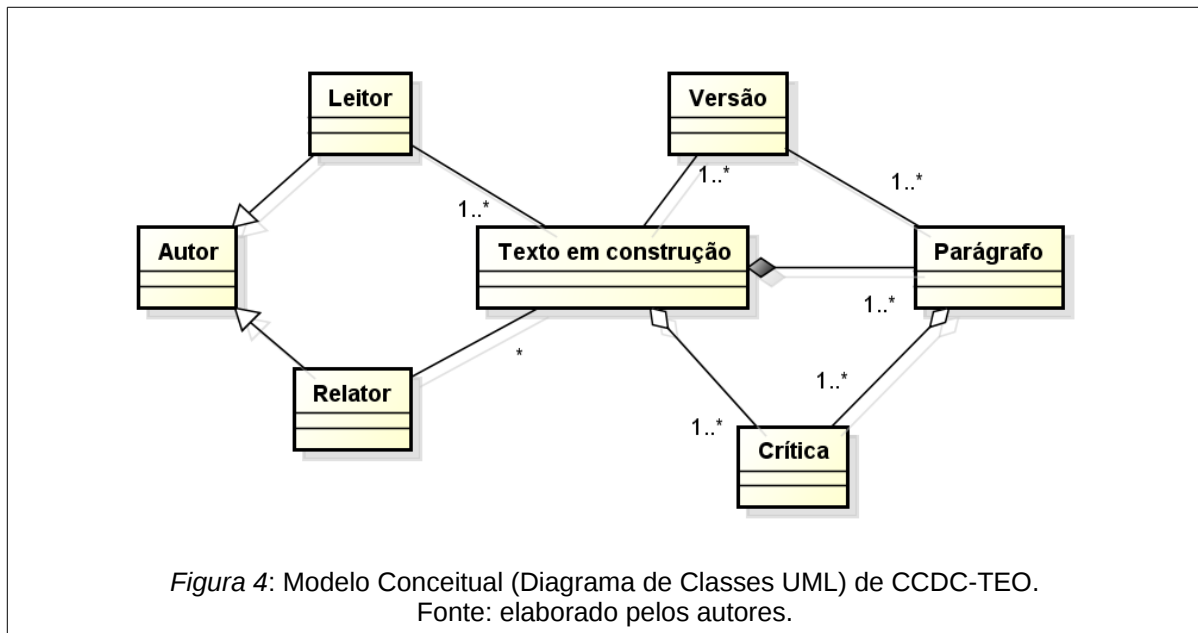 Leitor
Versão
1..*
1..*
1..*
Autor
Texto em construção
Parágrafo
1..*
*
Relator
1..*
1..*
Crítica
Figura 4: Modelo Conceitual (Diagrama de Classes UML) de CCDC-TEO.
Fonte: elaborado pelos autores.